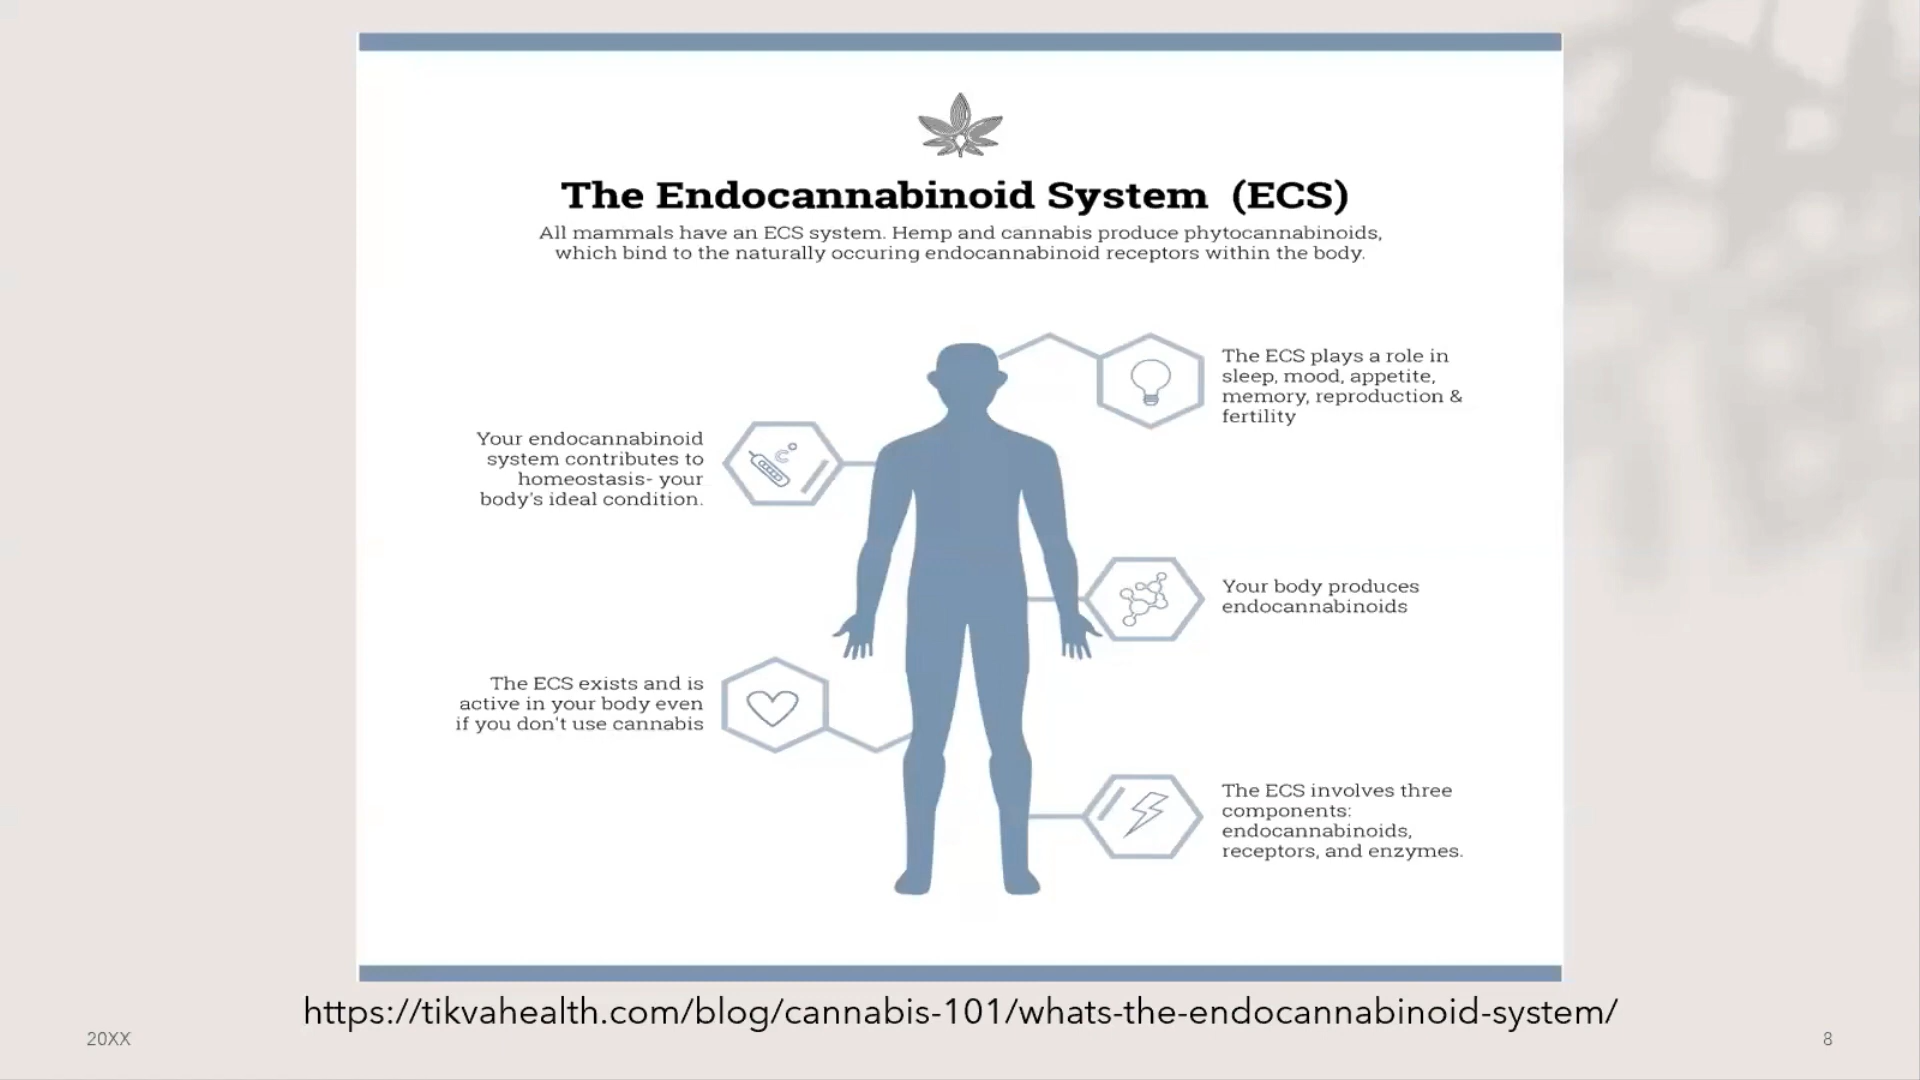 The Endocannabinoid System (ECS)
All mammals have an ECS system. Hemp and cannabis produce phytocannabinoids,
which bind to the naturally occuring endocannabinoid receptors within the body.
The ECS plays a role in
sleep, mood, appetite,
memory, reproduction &
fertility
Your endocannabinoid
system contributes to
homeostasis- your
body's ideal condition.
Your body produces
endocannabinoids
The ECS exists and is
active in your body even
if you don't use cannabis
The ECS involves three
components:
endocannabinoids,
receptors, and enzymes.
https://tikvahealth.com/blog/cannabis-101/whats-the-endocannabinoid-system/
20XX
8